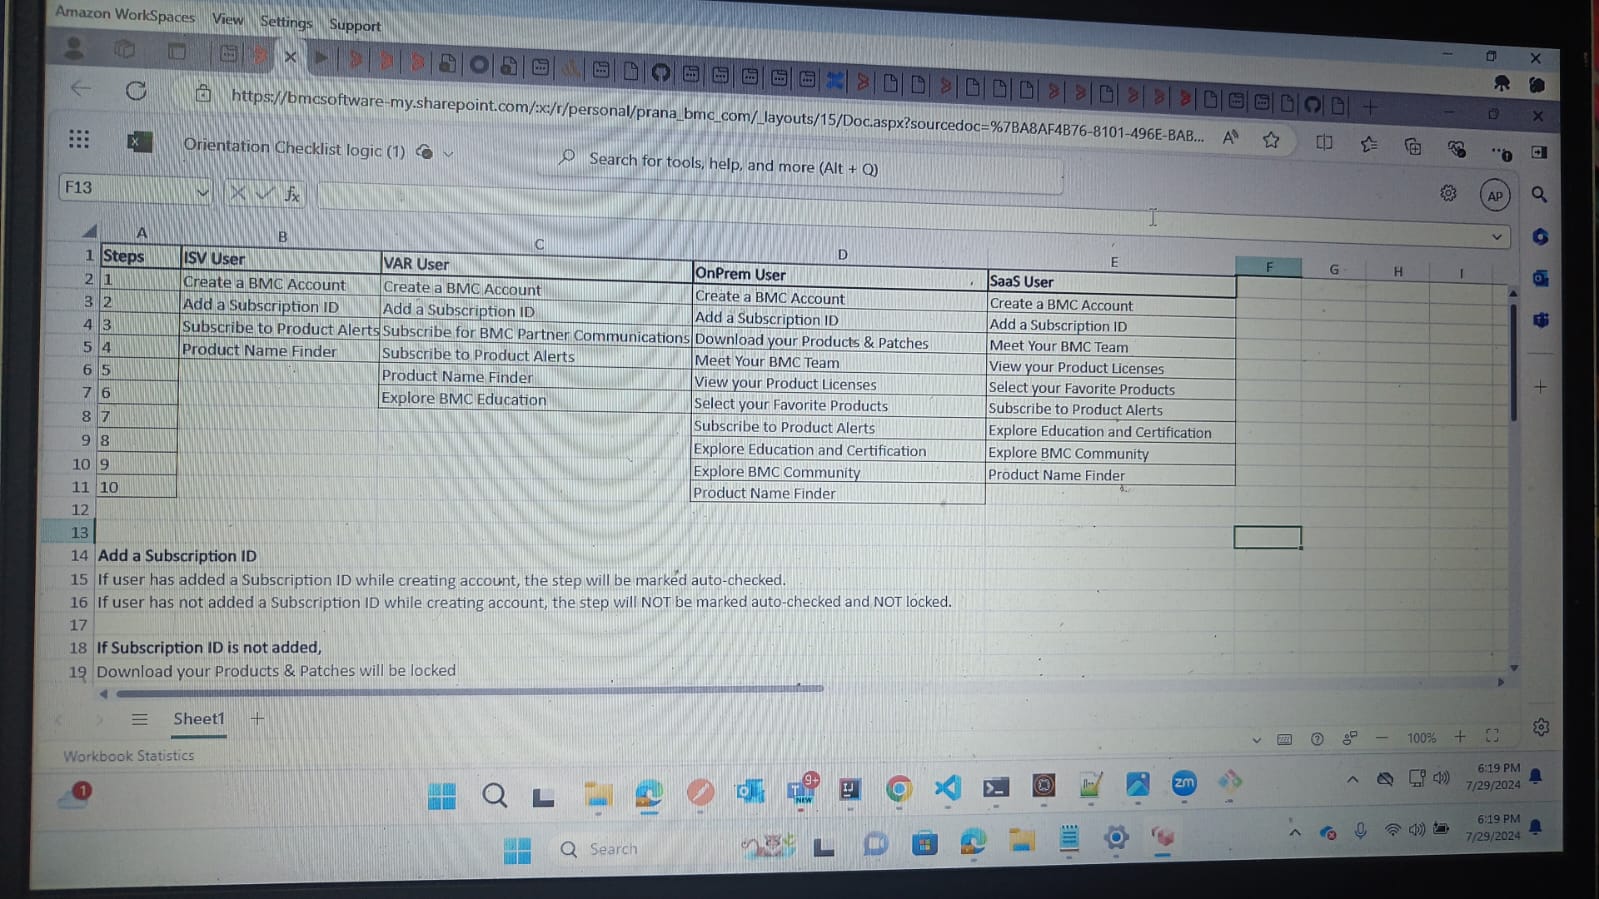 Amazon WorkSpaces View Settings Support
https://bmcsoftware-my.sharepoint.com/:x:/r/personal/prana_bmc_com/_layouts/15/Doc.aspx?sourcedoc=%7BA8AF4B76-8101-496E-BAB...
Orientation Checklist logic (1) Search for tools, help, and more (Alt + Q)
AP
F13 fx
A B C D E F G H I
1 Steps ISV User VAR User OnPrem User SaaS User
2 1 Create a BMC Account Create a BMC Account Create a BMC Account Create a BMC Account
3 2 Add a Subscription ID Add a Subscription ID Add a Subscription ID Add a Subscription ID
4 3 Subscribe to Product Alerts Subscribe for BMC Partner Communications Download your Products & Patches Meet Your BMC Team
5 4 Product Name Finder Subscribe to Product Alerts Meet Your BMC Team View your Product Licenses
6 5 Product Name Finder View your Product Licenses Select your Favorite Products
7 6 Explore BMC Education Select your Favorite Products Subscribe to Product Alerts
8 7 Subscribe to Product Alerts Explore Education and Certification
9 8 Explore Education and Certification Explore BMC Community
10 9 Explore BMC Community Product Name Finder
11 10 Product Name Finder
12
13
14 Add a Subscription ID
15 If user has added a Subscription ID while creating account, the step will be marked auto-checked.
16 If user has not added a Subscription ID while creating account, the step will NOT be marked auto-checked and NOT locked.
17
18 If Subscription ID is not added,
19 Download your Products & Patches will be locked
Sheet1
Workbook Statistics 100%
1 9+ NEW zm 6:19 PM
7/29/2024
Search 6:19 PM
7/29/2024